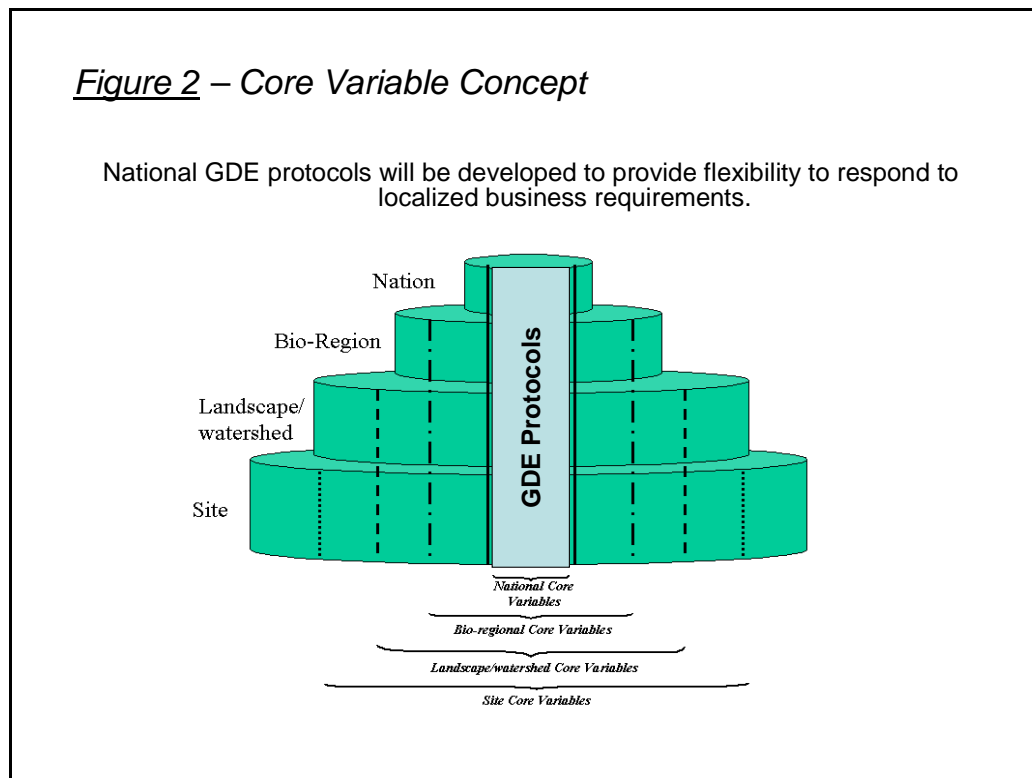 Figure 2 – Core Variable Concept
National GDE protocols will be developed to provide flexibility to respond to
localized business requirements.
Nation
Bio-Region
Landscape/
watershed
Site
GDE Protocols
National Core
Variables
Bio-regional Core Variables
Landscape/watershed Core Variables
Site Core Variables